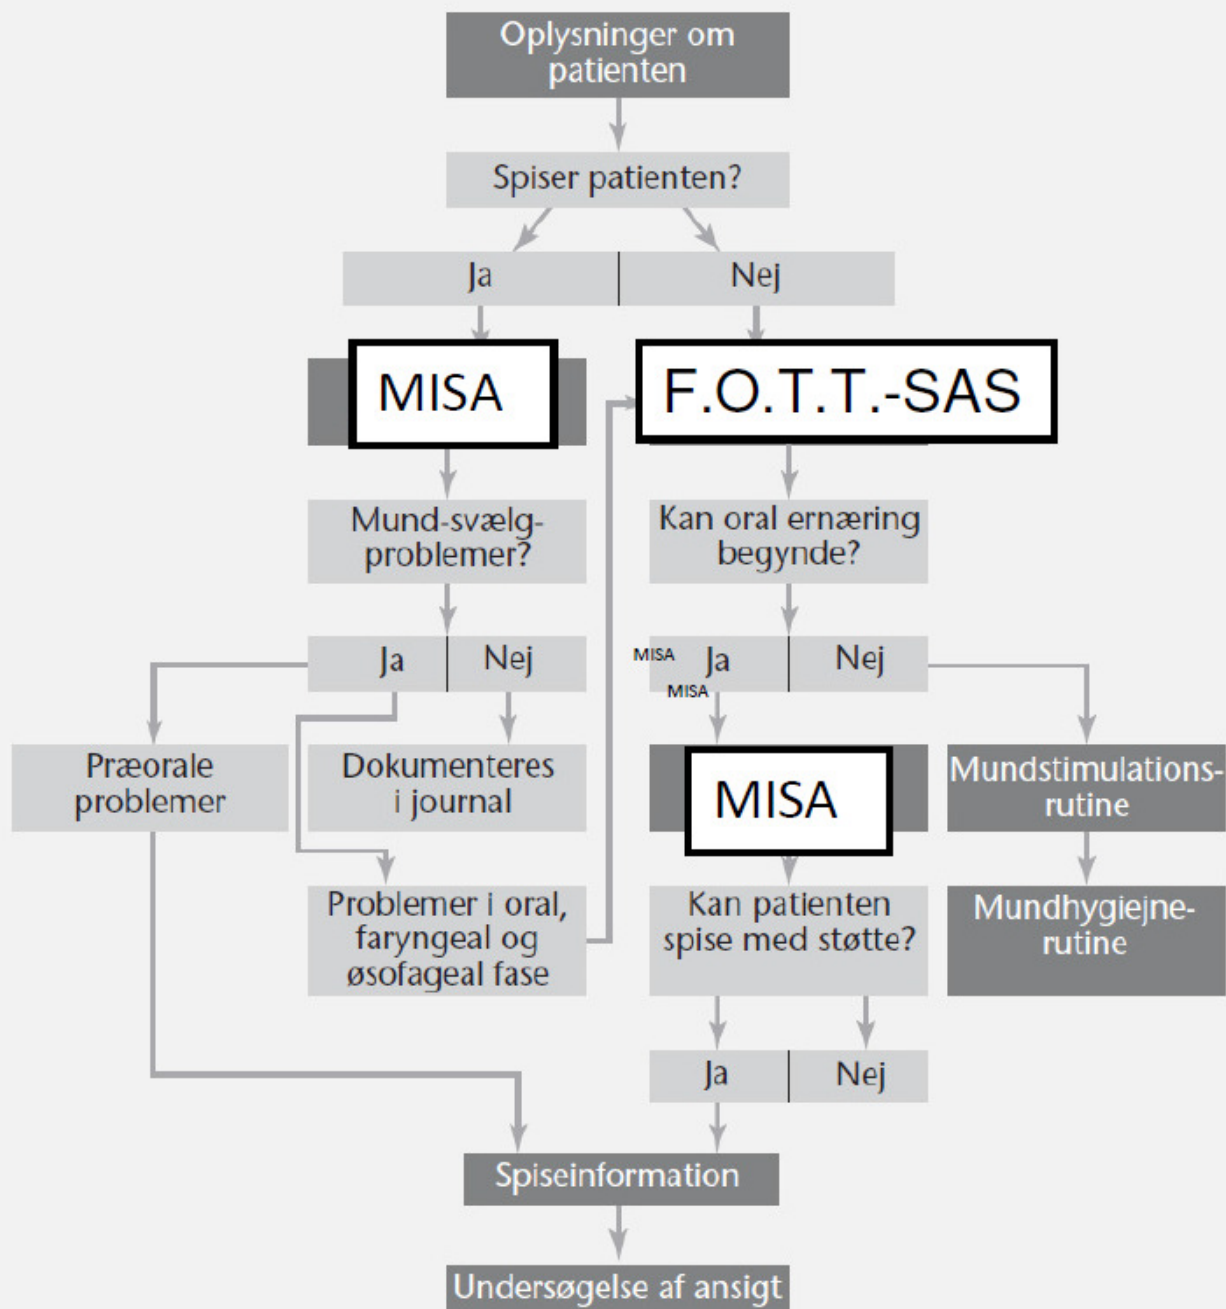 Oplysninger om
patienten
Spiser patienten?
Ja
Nej
MISA
F.O.T.T.-SAS
Mund-svælg-
problemer?
Kan oral ernæring
begynde?
Ja
Nej
MISA
Ja
Nej
MISA
Præorale
problemer
Dokumenteres
i journal
MISA
Mundstimulations-
rutine
Problemer i oral,
faryngeal og
øsofageal fase
Kan patienten
spise med støtte?
Mundhygiejne-
rutine
Ja
Nej
Spiseinformation
Undersøgelse af ansigt